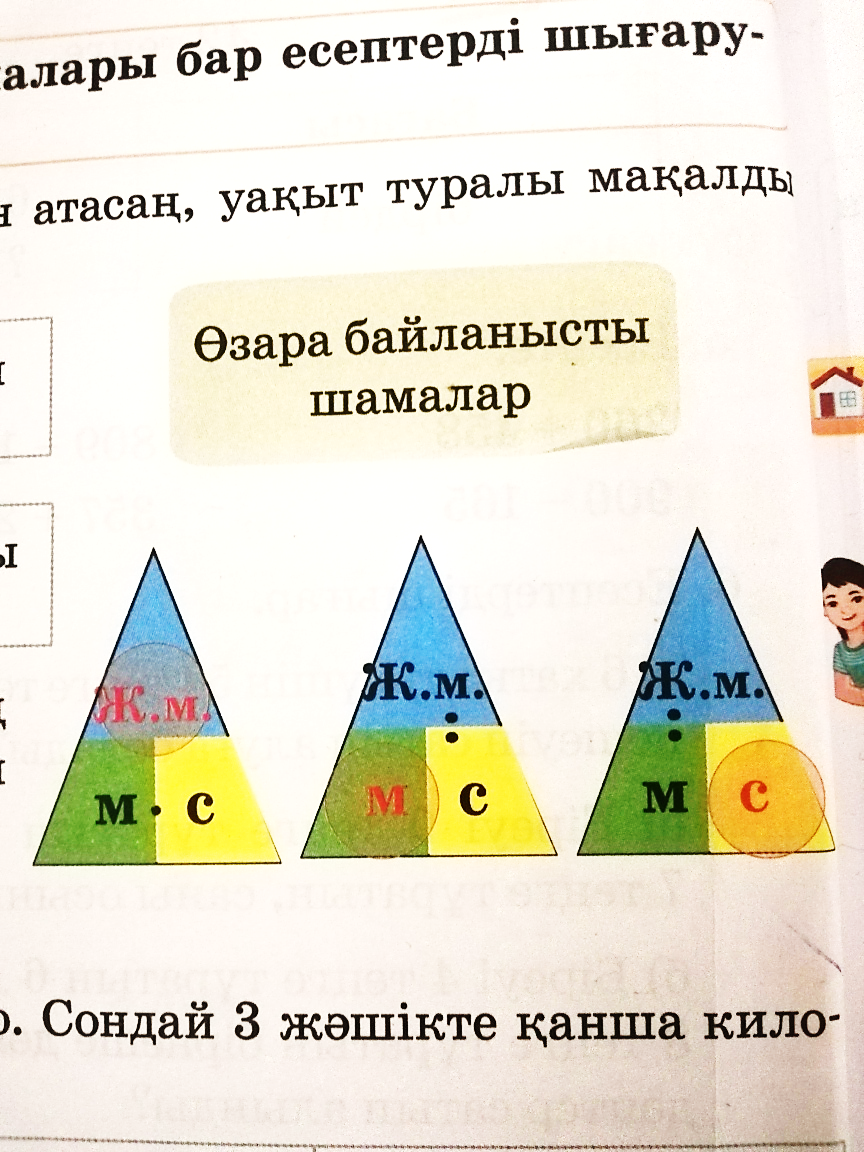 алары бар есептерді шығару-
атасаң, уақыт туралы мақалды
Өзара байланысты
шамалар
ы
Ж.м.
м · с
Ж.м.
:
м с
Ж.м.
:
м с
Сондай 3 жәшікте қанша кило-